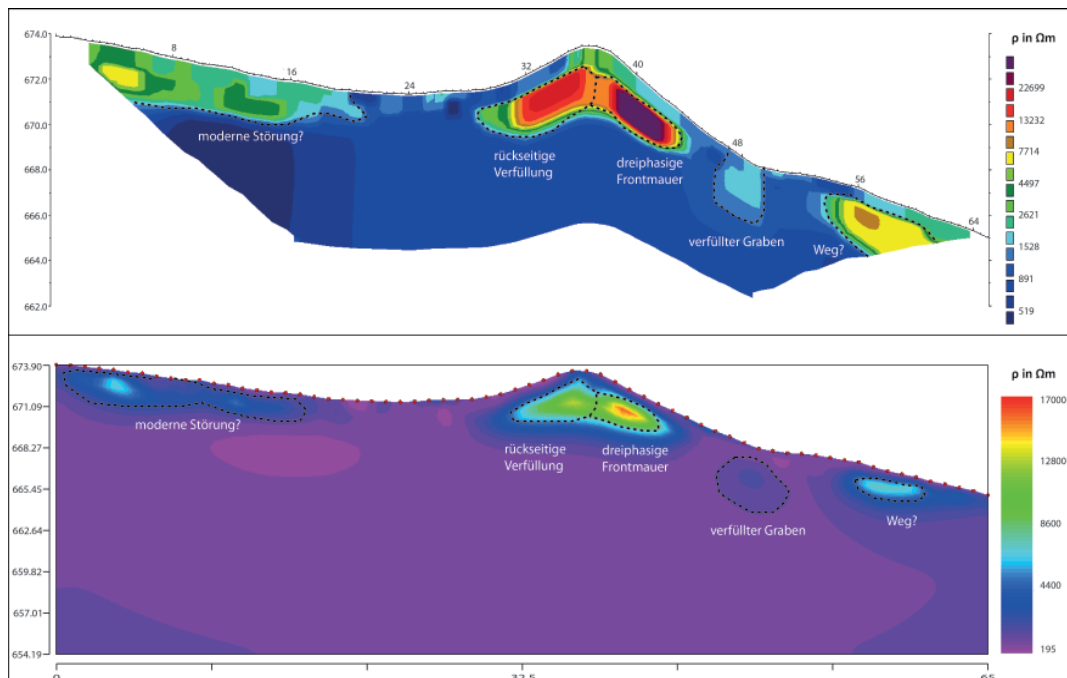 ρ in Ωm
674.0
672.0
670.0
668.0
666.0
664.0
662.0
8
16
24
32
40
48
56
64
22699
13232
7714
4497
2621
1528
891
519
moderne Störung?
rückseitige
Verfüllung
dreiphasige
Frontmauer
verfüllter Graben
Weg?
ρ in Ωm
673.90
671.09
668.27
665.45
662.64
659.82
657.01
654.19
17000
12800
8600
4400
195
moderne Störung?
rückseitige
Verfüllung
dreiphasige
Frontmauer
verfüllter Graben
Weg?
0
32.5
65